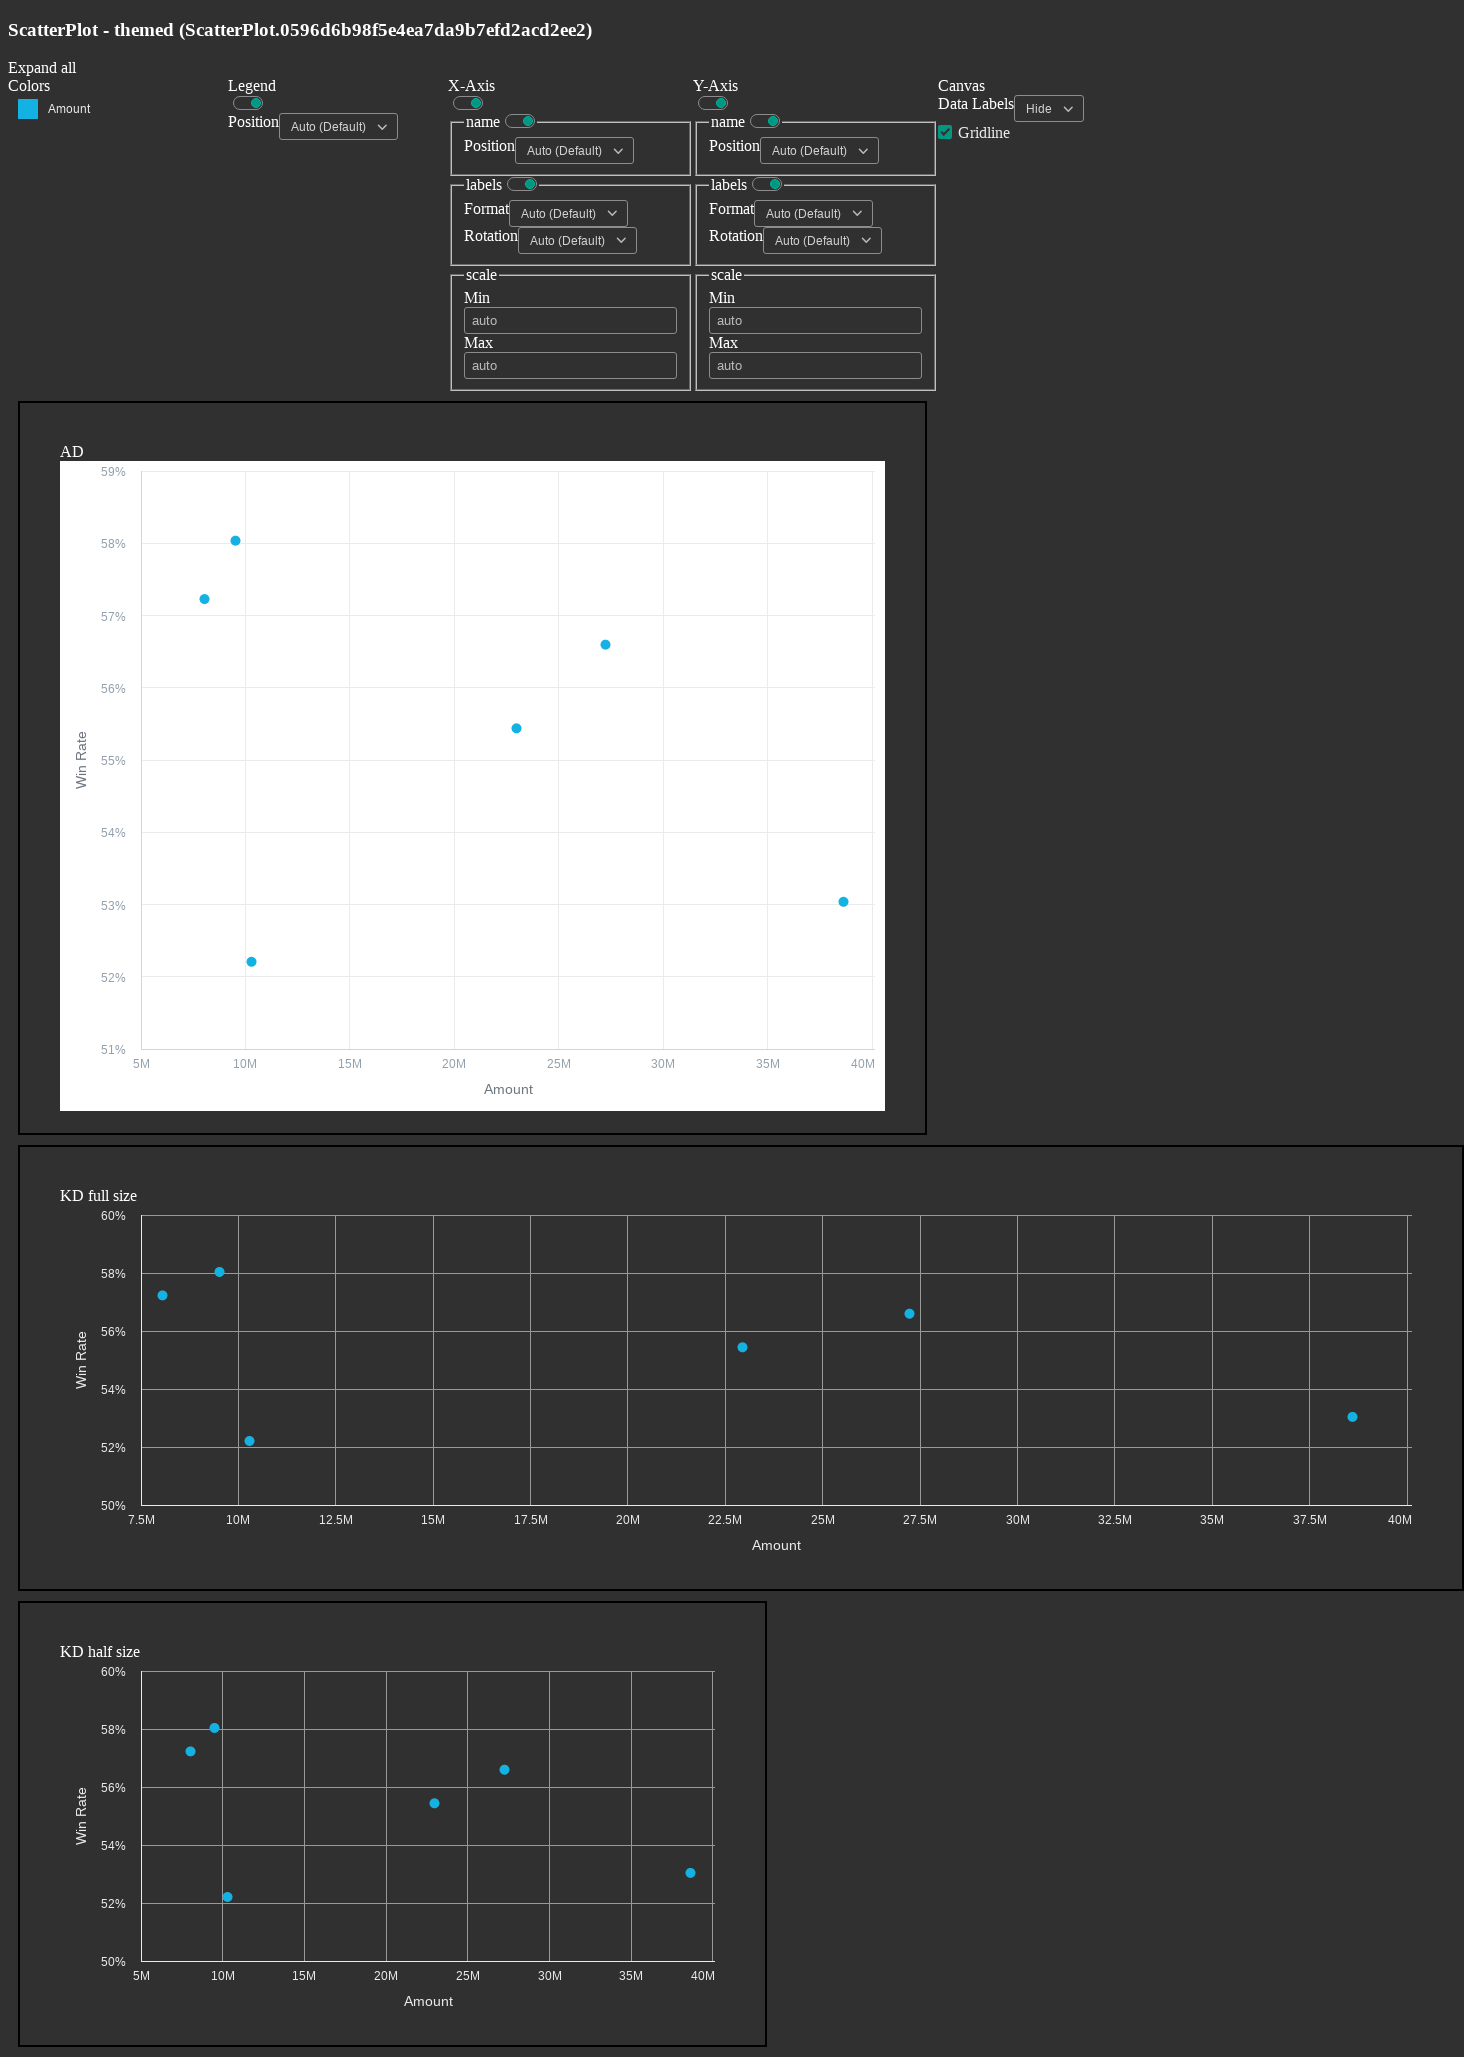 ScatterPlot - themed (ScatterPlot.0596d6b98f5e4ea7da9b7efd2acd2ee2)
Expand all
Colors
Amount
Legend
Position Auto (Default)
X-Axis
name
Position Auto (Default)
labels
Format Auto (Default)
Rotation Auto (Default)
scale
Min
auto
Max
auto
Y-Axis
name
Position Auto (Default)
labels
Format Auto (Default)
Rotation Auto (Default)
scale
Min
auto
Max
auto
Canvas
Data Labels Hide
Gridline
AD
59%
58%
57%
56%
55%
54%
53%
52%
51%
Win Rate
5M 10M 15M 20M 25M 30M 35M 40M
Amount
KD full size
60%
58%
56%
54%
52%
50%
Win Rate
7.5M 10M 12.5M 15M 17.5M 20M 22.5M 25M 27.5M 30M 32.5M 35M 37.5M 40M
Amount
KD half size
60%
58%
56%
54%
52%
50%
Win Rate
5M 10M 15M 20M 25M 30M 35M 40M
Amount